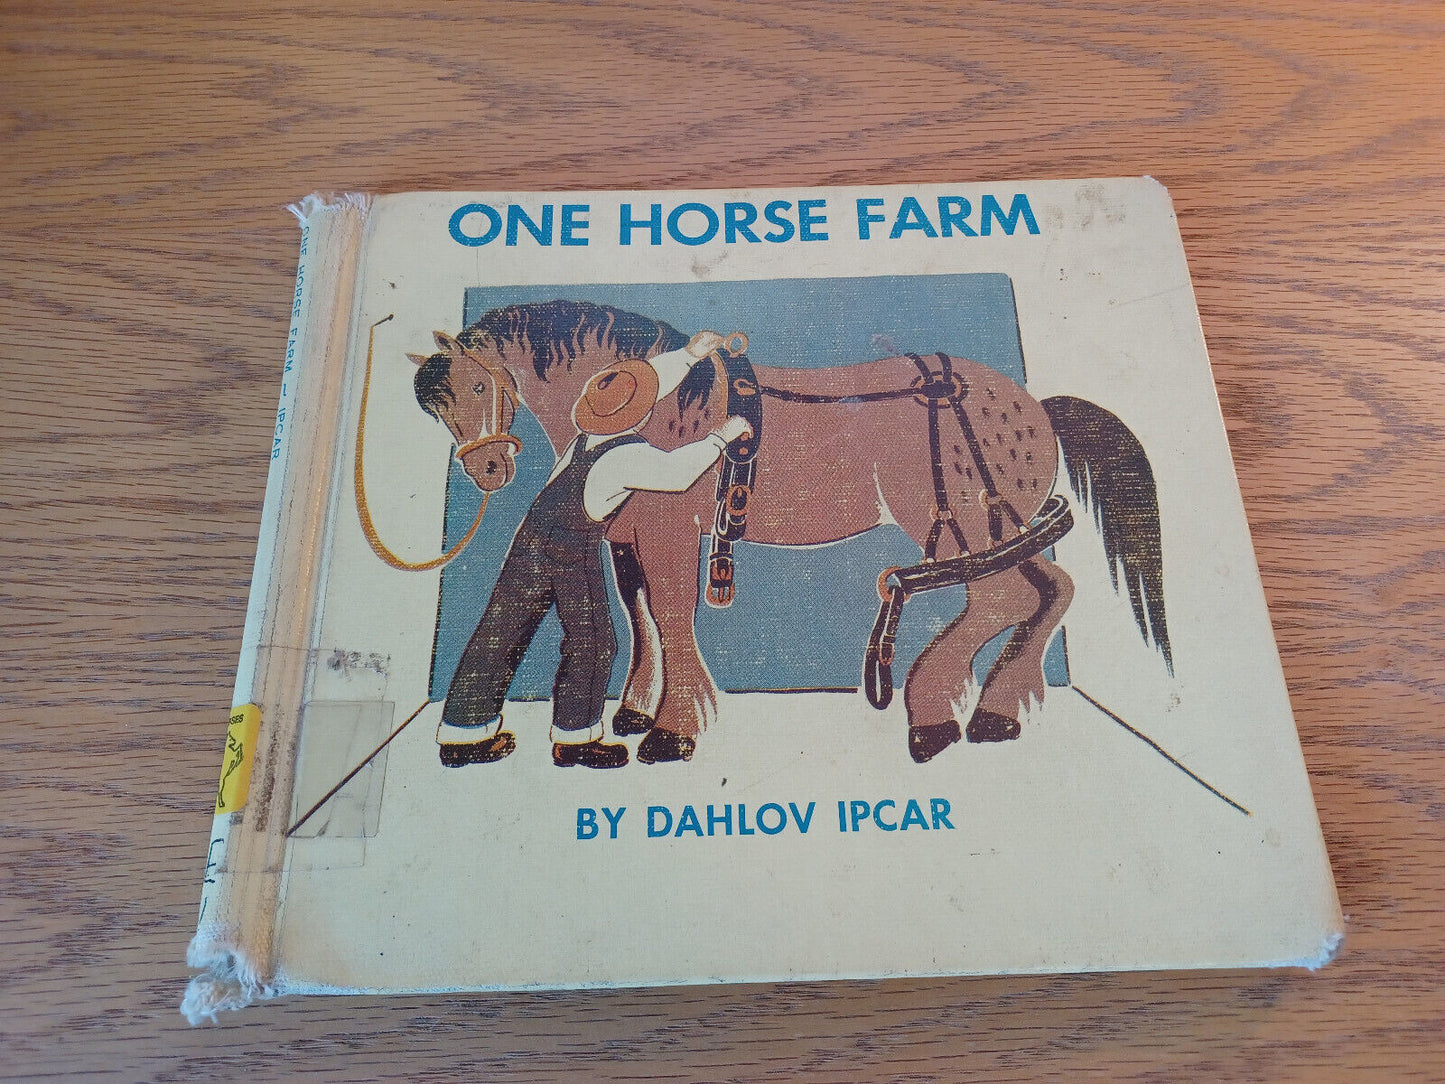 ONE HORSE FARM
BY DAHLOV IPCAR
ONE HORSE FARM ~ IPCAR